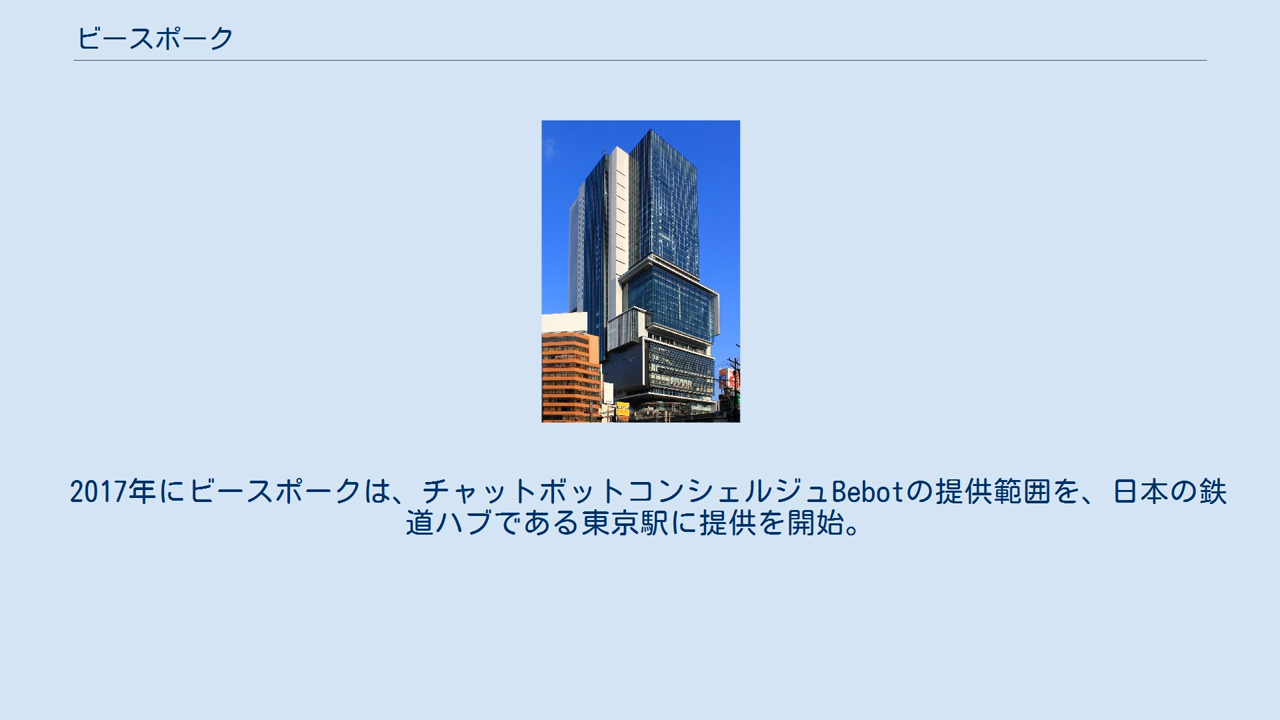 ビースポーク
2017年にビースポークは、チャットボットコンシェルジュBebotの提供範囲を、日本の鉄
道ハブである東京駅に提供を開始。